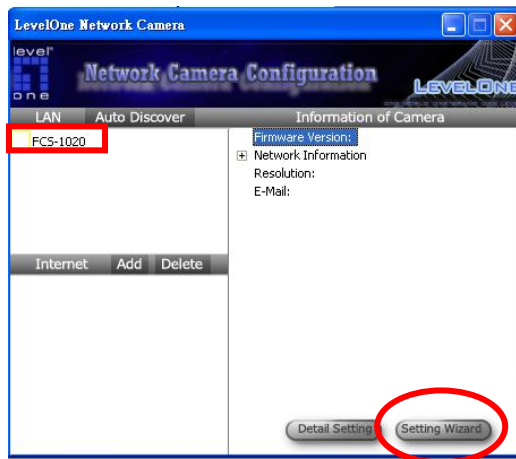 LevelOne Network Camera
level
one
Network Camera Configuration
LEVELONE
LAN Auto Discover Information of Camera
FCS-1020
Firmware Version:
Network Information
Resolution:
E-Mail:
Internet Add Delete
Detail Setting Setting Wizard